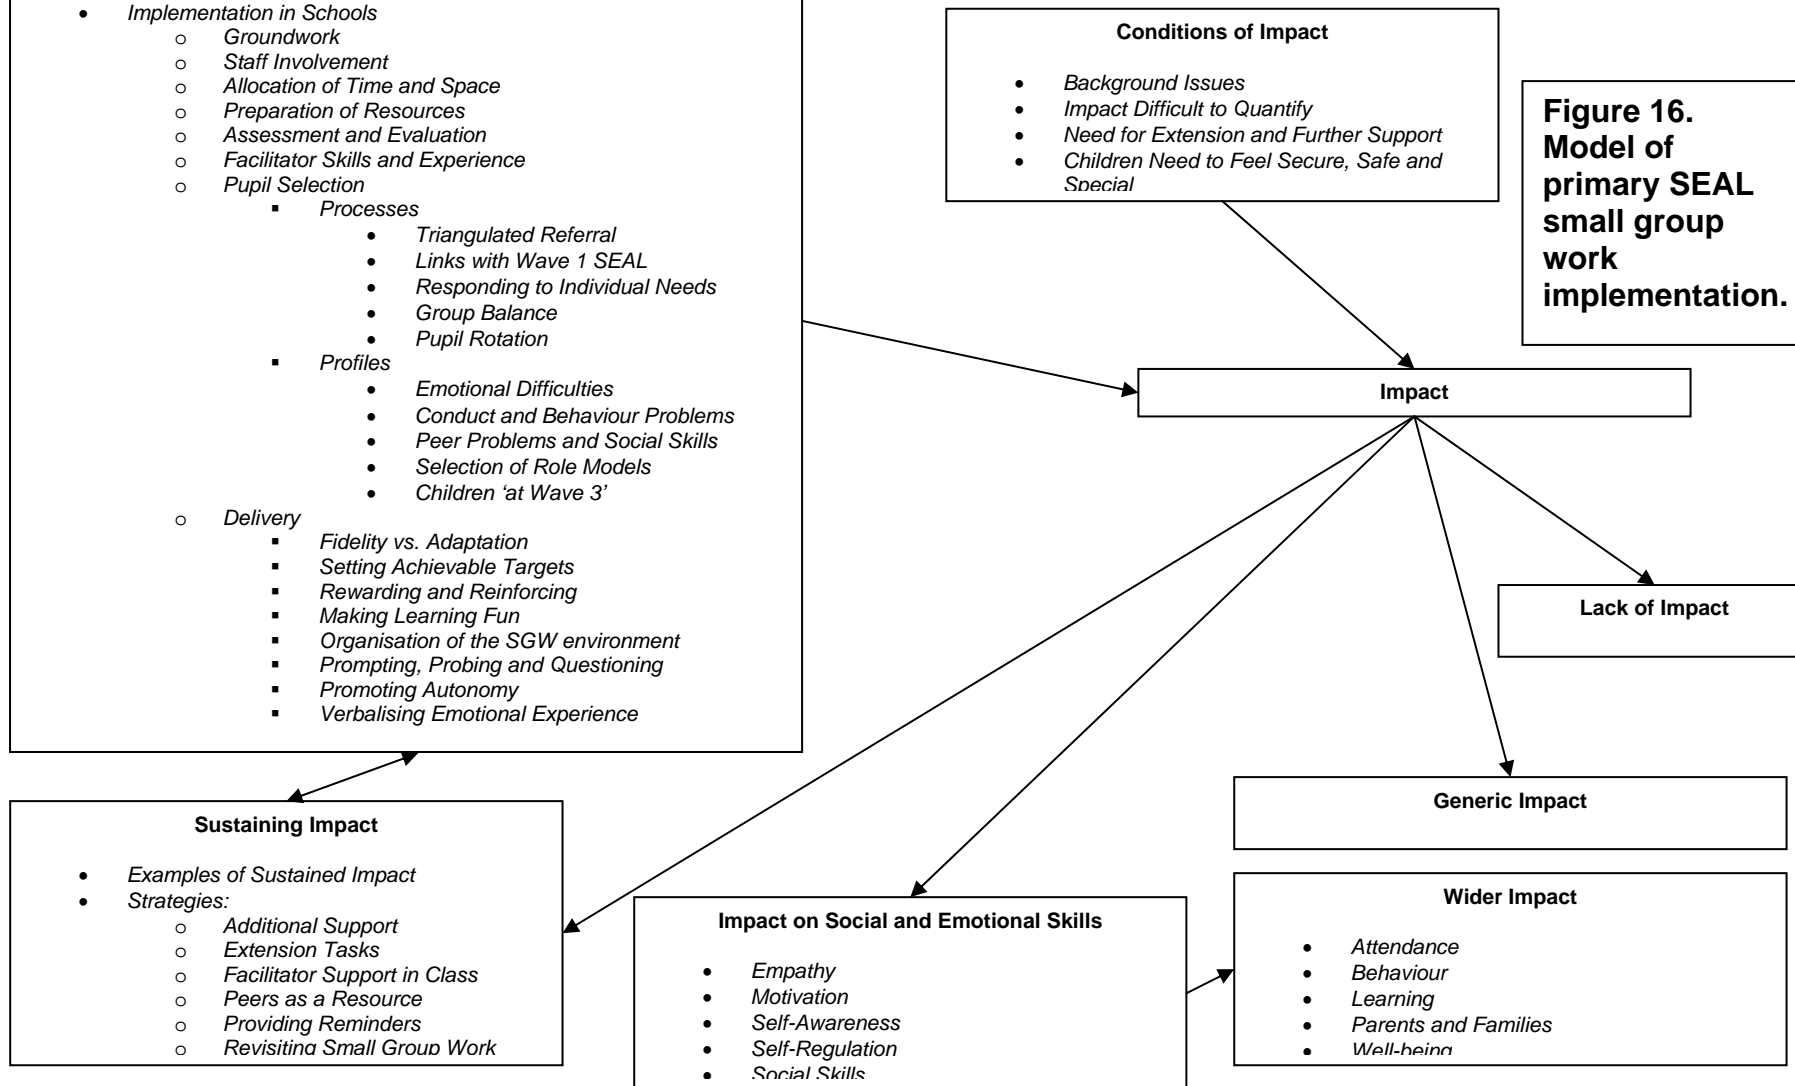 • Implementation in Schools
o Groundwork
o Staff Involvement
o Allocation of Time and Space
o Preparation of Resources
o Assessment and Evaluation
o Facilitator Skills and Experience
o Pupil Selection
▪ Processes
• Triangulated Referral
• Links with Wave 1 SEAL
• Responding to Individual Needs
• Group Balance
• Pupil Rotation
▪ Profiles
• Emotional Difficulties
• Conduct and Behaviour Problems
• Peer Problems and Social Skills
• Selection of Role Models
• Children ‘at Wave 3’
o Delivery
▪ Fidelity vs. Adaptation
▪ Setting Achievable Targets
▪ Rewarding and Reinforcing
▪ Making Learning Fun
▪ Organisation of the SGW environment
▪ Prompting, Probing and Questioning
▪ Promoting Autonomy
▪ Verbalising Emotional Experience
Conditions of Impact
• Background Issues
• Impact Difficult to Quantify
• Need for Extension and Further Support
• Children Need to Feel Secure, Safe and
Special
Figure 16.
Model of
primary SEAL
small group
work
implementation.
Impact
Lack of Impact
Generic Impact
Sustaining Impact
• Examples of Sustained Impact
• Strategies:
o Additional Support
o Extension Tasks
o Facilitator Support in Class
o Peers as a Resource
o Providing Reminders
o Revisiting Small Group Work
Impact on Social and Emotional Skills
• Empathy
• Motivation
• Self-Awareness
• Self-Regulation
• Social Skills
Wider Impact
• Attendance
• Behaviour
• Learning
• Parents and Families
• Well-being